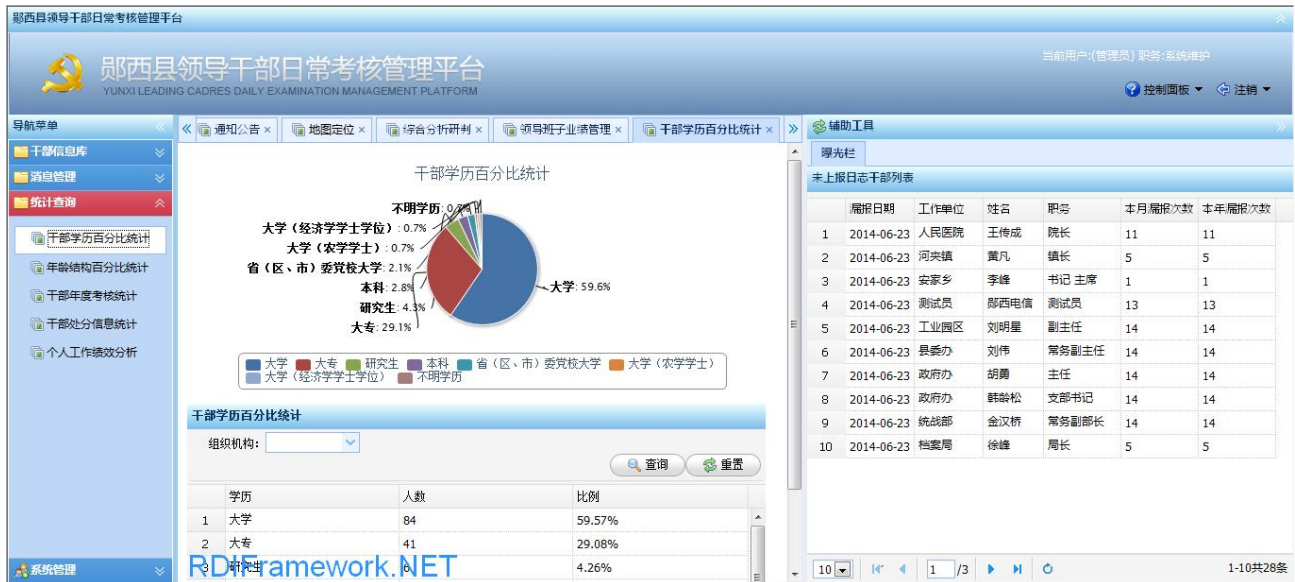 郧西县领导干部日常考核管理平台
郧西县领导干部日常考核管理平台
YUNXI LEADING CADRES DAILY EXAMINATION MANAGEMENT PLATFORM
当前用户:(管理员) 职务:系统维护
控制面板 注销
导航菜单
干部信息库
消息管理
统计查询
干部学历百分比统计
年龄结构百分比统计
干部年度考核统计
干部处分信息统计
个人工作绩效分析
系统管理
通知公告 × 地图定位 × 综合分析研判 × 领导班子业绩管理 × 干部学历百分比统计 ×
干部学历百分比统计
不明学历: 0.7%
大学（经济学学士学位）: 0.7%
大学（农学学士）: 0.7%
省（区、市）委党校大学: 2.1%
本科: 2.8%
研究生: 4.3%
大专: 29.1%
大学: 59.6%
大学 大专 研究生 本科 省（区、市）委党校大学 大学（农学学士）
大学（经济学学士学位） 不明学历
干部学历百分比统计
组织机构:
查询 重置
学历 人数 比例
1 大学 84 59.57%
2 大专 41 29.08%
3 研究生 6 4.26%
RDIFramework.NET
辅助工具
曝光栏
未上报日志干部列表
漏报日期 工作单位 姓名 职务 本月漏报次数 本年漏报次数
1 2014-06-23 人民医院 王传成 院长 11 11
2 2014-06-23 河夹镇 黄凡 镇长 5 5
3 2014-06-23 安家乡 李峰 书记 主席 1 1
4 2014-06-23 测试员 郧西电信 测试员 13 13
5 2014-06-23 工业园区 刘明星 副主任 14 14
6 2014-06-23 县委办 刘伟 常务副主任 14 14
7 2014-06-23 政府办 胡勇 主任 14 14
8 2014-06-23 政府办 韩龄松 支部书记 14 14
9 2014-06-23 统战部 金汉桥 常务副部长 14 14
10 2014-06-23 档案局 徐峰 局长 5 5
10 1 /3 1-10共28条